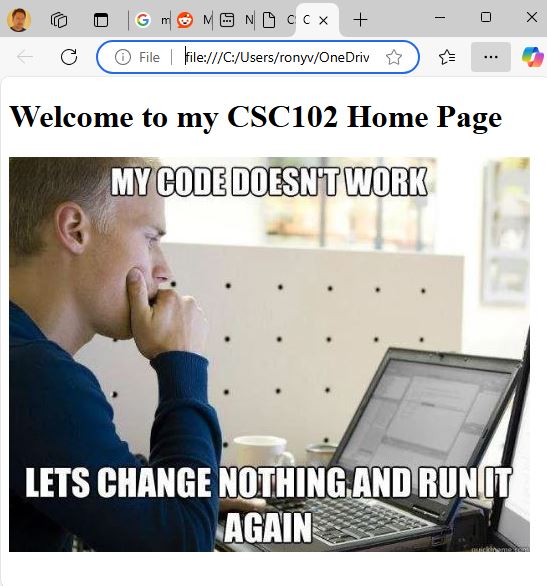 m
M
N
C
C
File
file:///C:/Users/ronyv/OneDriv
Welcome to my CSC102 Home Page
MY CODE DOESN'T WORK
LETS CHANGE NOTHING AND RUN IT
AGAIN
quickmeme.com